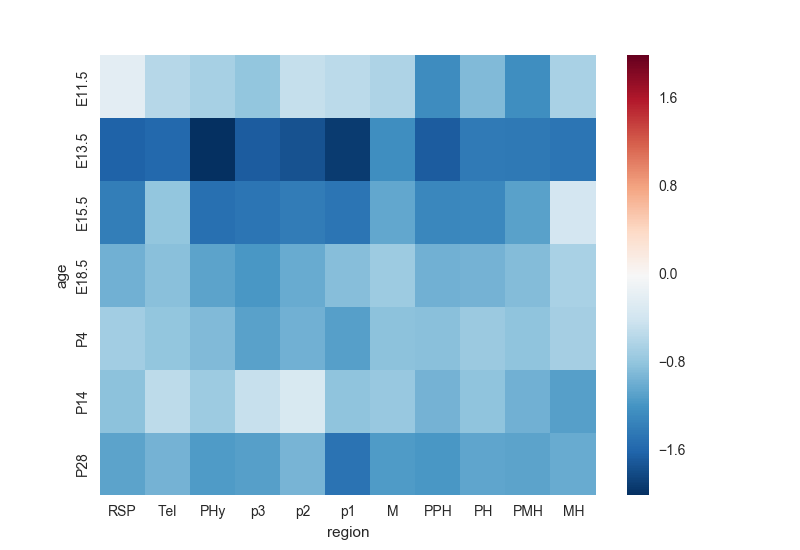 E11.5
E13.5
E15.5
E18.5
P4
P14
P28
age
RSP Tel PHy p3 p2 p1 M PPH PH PMH MH
region
1.6
0.8
0.0
−0.8
−1.6